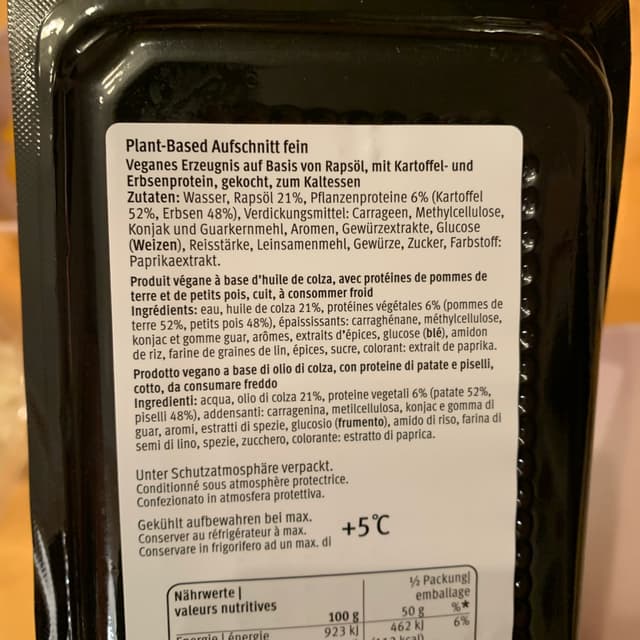 Plant-Based Aufschnitt fein
Veganes Erzeugnis auf Basis von Rapsöl, mit Kartoffel- und
Erbsenprotein, gekocht, zum Kaltessen
Zutaten: Wasser, Rapsöl 21%, Pflanzenproteine 6% (Kartoffel
52%, Erbsen 48%), Verdickungsmittel: Carrageen, Methylcellulose,
Konjak und Guarkernmehl, Aromen, Gewürzextrakte, Glucose
(Weizen), Reisstärke, Leinsamenmehl, Gewürze, Zucker, Farbstoff:
Paprikaextrakt.
Produit végane à base d'huile de colza, avec protéines de pommes de
terre et de petits pois, cuit, à consommer froid
Ingrédients: eau, huile de colza 21%, protéines végétales 6% (pommes de
terre 52%, petits pois 48%), épaississants: carraghénane, méthylcellulose,
konjac et gomme guar, arômes, extraits d'épices, glucose (blé), amidon
de riz, farine de graines de lin, épices, sucre, colorant: extrait de paprika.
Prodotto vegano a base di olio di colza, con proteine di patate e piselli,
cotto, da consumare freddo
Ingredienti: acqua, olio di colza 21%, proteine vegetali 6% (patate 52%,
piselli 48%), addensanti: carragenina, metilcellulosa, konjac e gomma di
guar, aromi, estratti di spezie, glucosio (frumento), amido di riso, farina di
semi di lino, spezie, zucchero, colorante: estratto di paprica.
Unter Schutzatmosphäre verpackt.
Conditionné sous atmosphère protectrice.
Confezionato in atmosfera protettiva.
Gekühlt aufbewahren bei max.
Conserver au réfrigérateur à max.
Conservare in frigorifero ad un max. di
+5°C
Nährwerte |
valeurs nutritives
100 g
½ Packung|
emballage
50 g %*
Energie | énergie 923 kJ 462 kJ 6%